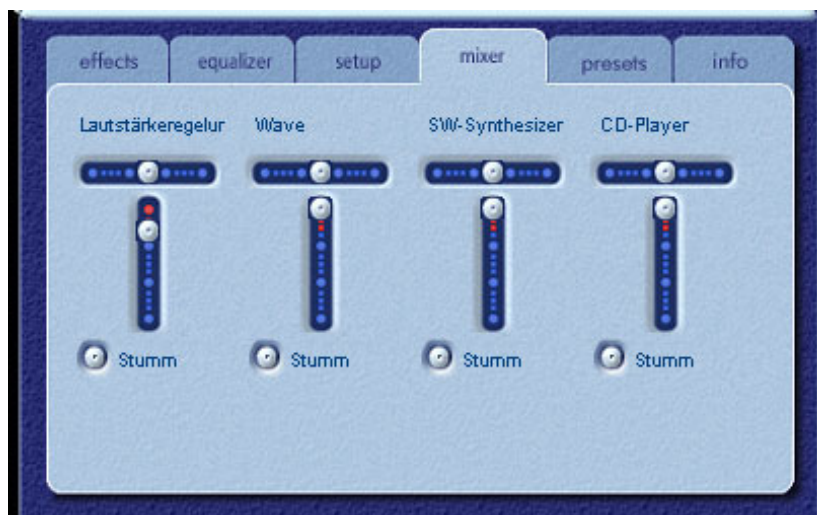 effects equalizer setup mixer presets info
Lautstärkeregelur Wave SW-Synthesizer CD-Player
Stumm Stumm Stumm Stumm